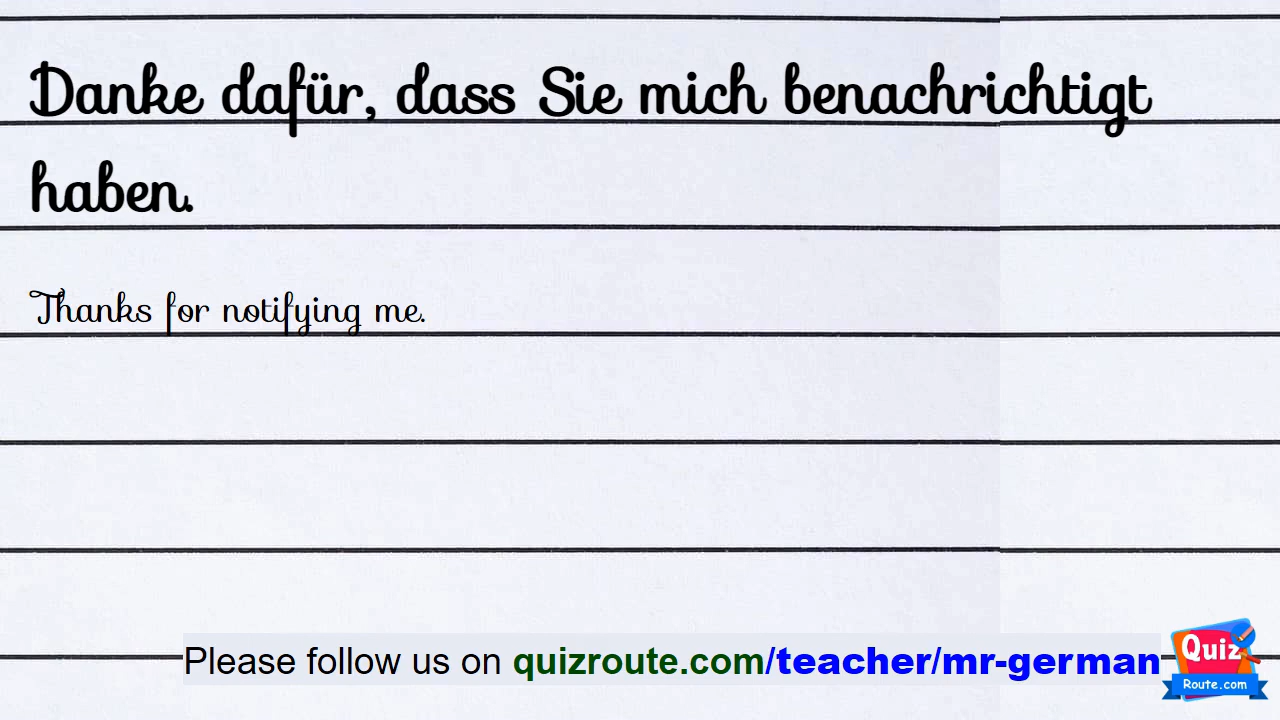 Danke dafür, dass Sie mich benachrichtigt
haben.
Thanks for notifying me.
Please follow us on quizroute.com/teacher/mr-german
Quiz
Route.com